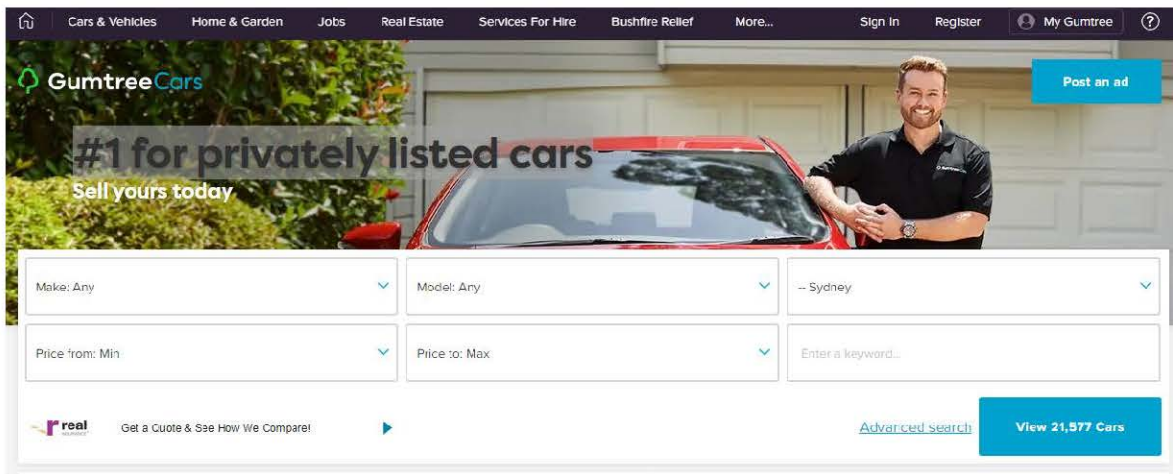 Cars & Vehicles Home & Garden Jobs Real Estate Services For Hire Bushfire Relief More... Sign In Register My Gumtree ?
GumtreeCars
Post an ad
#1 for privately listed cars
Sell yours today
Make: Any Model: Any -- Sydney
Price from: Min Price to: Max Enter a keyword...
real Get a Quote & See How We Compare! Advanced search View 21,577 Cars